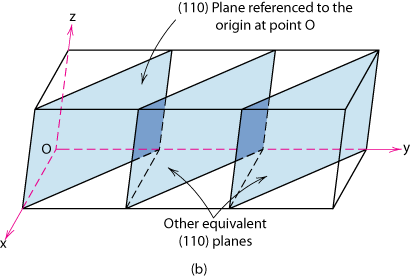 (110) Plane referenced to the
origin at point O
z
O
y
x
Other equivalent
(110) planes
(b)